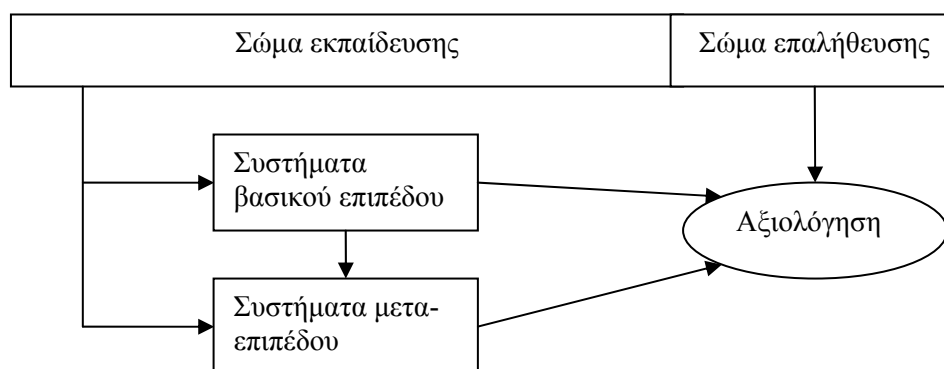 Σώμα εκπαίδευσης
Σώμα επαλήθευσης
Συστήματα
βασικού επιπέδου
Αξιολόγηση
Συστήματα μετα-
επιπέδου